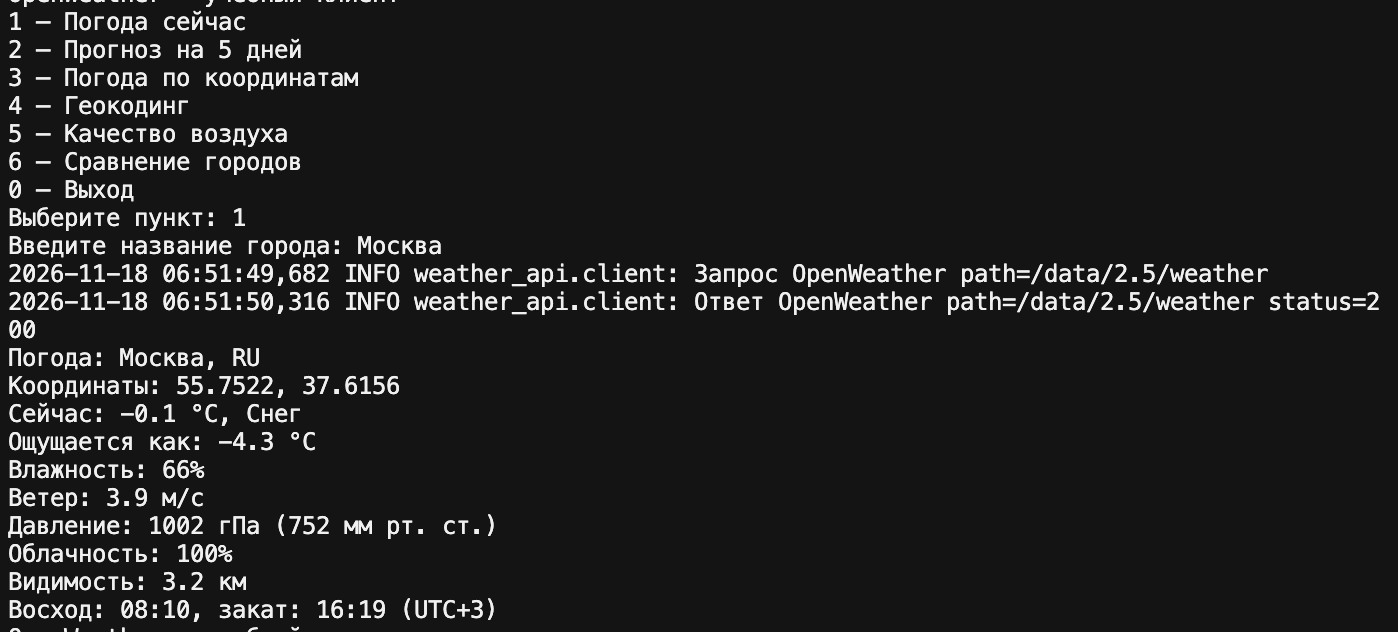 1 — Погода сейчас
2 — Прогноз на 5 дней
3 — Погода по координатам
4 — Геокодинг
5 — Качество воздуха
6 — Сравнение городов
0 — Выход
Выберите пункт: 1
Введите название города: Москва
2026-11-18 06:51:49,682 INFO weather_api.client: Запрос OpenWeather path=/data/2.5/weather
2026-11-18 06:51:50,316 INFO weather_api.client: Ответ OpenWeather path=/data/2.5/weather status=2
00
Погода: Москва, RU
Координаты: 55.7522, 37.6156
Сейчас: -0.1 °C, Снег
Ощущается как: -4.3 °C
Влажность: 66%
Ветер: 3.9 м/с
Давление: 1002 гПа (752 мм рт. ст.)
Облачность: 100%
Видимость: 3.2 км
Восход: 08:10, закат: 16:19 (UTC+3)